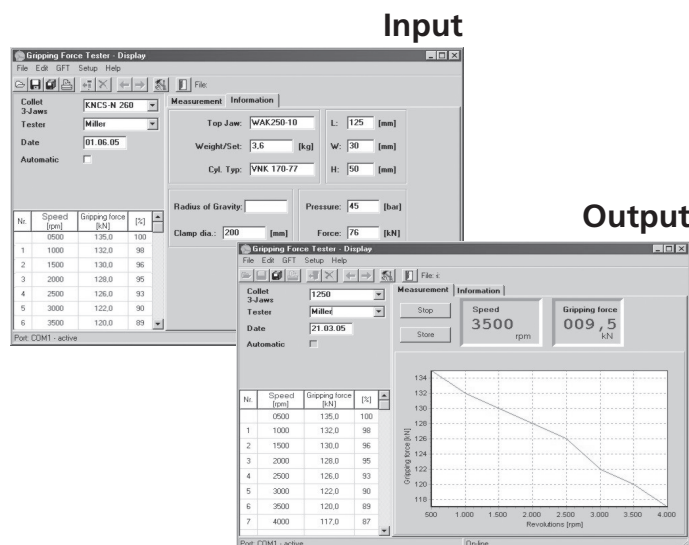 Input
Gripping Force Tester - Display
File Edit GFT Setup Help
File:
Collet
3-Jaws
KNCS-N 260
Tester
Miller
Date
01.06.05
Automatic
Measurement Information
Top Jaw: WAK250-10
L: 125 [mm]
Weight/Set: 3,6 [kg]
W: 30 [mm]
Cyl. Typ: VNK 170-77
H: 50 [mm]
Radius of Gravity:
Pressure: 45 [bar]
Clamp dia.: 200 [mm]
Force: 76 [kN]
Nr. Speed [rpm] Gripping force [kN] [%]
0500 135,0 100
1 1000 132,0 98
2 1500 130,0 96
3 2000 128,0 95
4 2500 126,0 93
5 3000 122,0 90
6 3500 120,0 89
Port: COM1 - active
Output
Gripping Force Tester - Display
File Edit GFT Setup Help
File: i:
Collet
3-Jaws
1250
Tester
Miller
Date
21.03.05
Automatic
Measurement Information
Stop
Store
Speed
3500
rpm
Gripping force
009,5
kN
Nr. Speed [rpm] Gripping force [kN] [%]
0500 135,0 100
1 1000 132,0 98
2 1500 130,0 96
3 2000 128,0 95
4 2500 126,0 93
5 3000 122,0 90
6 3500 120,0 89
7 4000 117,0 87
Gripping force [kN]
134
132
130
128
126
124
122
120
118
500 1.000 1.500 2.000 2.500 3.000 3.500 4.000
Revolutions [rpm]
Port: COM1 - active
On-line